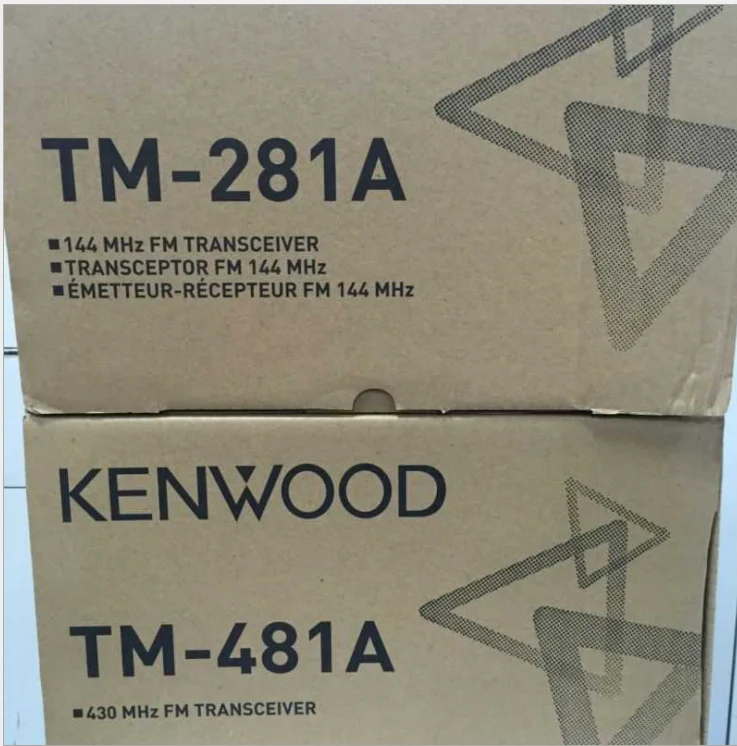 TM-281A
■144 MHz FM TRANSCEIVER
■TRANSCEPTOR FM 144 MHz
■ÉMETTEUR-RÉCEPTEUR FM 144 MHz
KENWOOD
TM-481A
■430 MHz FM TRANSCEIVER